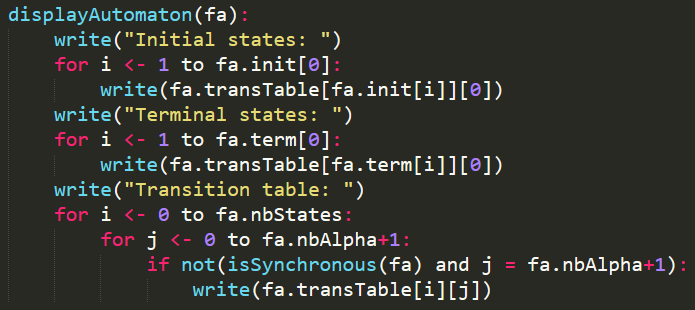 displayAutomaton(fa):
write("Initial states: ")
for i <- 1 to fa.init[0]:
write(fa.transTable[fa.init[i]][0])
write("Terminal states: ")
for i <- 1 to fa.term[0]:
write(fa.transTable[fa.term[i]][0])
write("Transition table: ")
for i <- 0 to fa.nbStates:
for j <- 0 to fa.nbAlpha+1:
if not(isSynchronous(fa) and j = fa.nbAlpha+1):
write(fa.transTable[i][j])